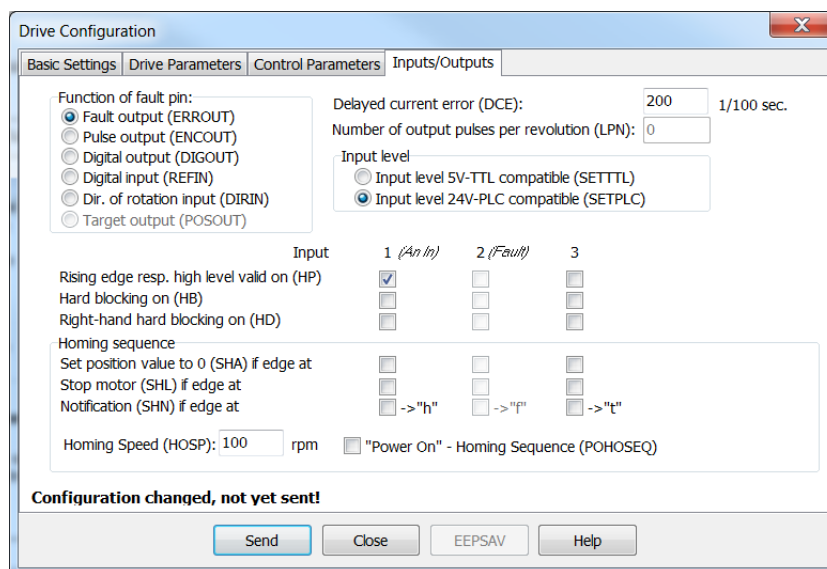 Drive Configuration
Basic Settings Drive Parameters Control Parameters Inputs/Outputs
Function of fault pin:
Fault output (ERROUT)
Pulse output (ENCOUT)
Digital output (DIGOUT)
Digital input (REFIN)
Dir. of rotation input (DIRIN)
Target output (POSOUT)
Delayed current error (DCE): 200 1/100 sec.
Number of output pulses per revolution (LPN): 0
Input level
Input level 5V-TTL compatible (SETTTL)
Input level 24V-PLC compatible (SETPLC)
Input 1 (An In) 2 (Fault) 3
Rising edge resp. high level valid on (HP)
Hard blocking on (HB)
Right-hand hard blocking on (HD)
Homing sequence
Set position value to 0 (SHA) if edge at
Stop motor (SHL) if edge at
Notification (SHN) if edge at ->"h" ->"f" ->"t"
Homing Speed (HOSP): 100 rpm "Power On" - Homing Sequence (POHOSEQ)
Configuration changed, not yet sent!
Send Close EEPSAV Help